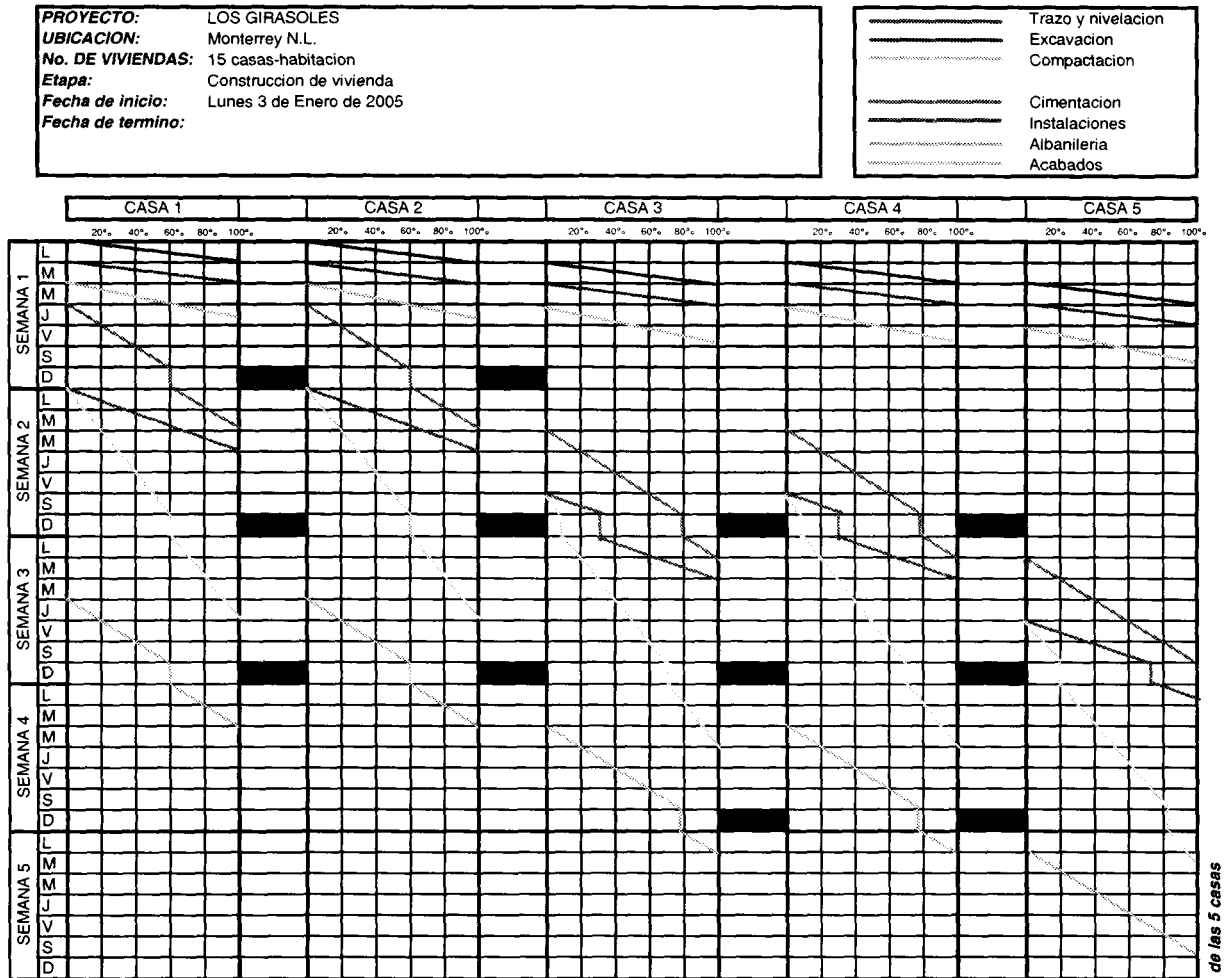 PROYECTO: LOS GIRASOLES
UBICACION: Monterrey N.L.
No. DE VIVIENDAS: 15 casas-habitacion
Etapa: Construccion de vivienda
Fecha de inicio: Lunes 3 de Enero de 2005
Fecha de termino:
Trazo y nivelacion
Excavacion
Compactacion
Cimentacion
Instalaciones
Albanileria
Acabados
CASA 1 CASA 2 CASA 3 CASA 4 CASA 5
20% 40% 60% 80% 100% 20% 40% 60% 80% 100% 20% 40% 60% 80% 100% 20% 40% 60% 80% 100% 20% 40% 60% 80% 100%
SEMANA 1
L
M
M
J
V
S
D
SEMANA 2
L
M
M
J
V
S
D
SEMANA 3
L
M
M
J
V
S
D
SEMANA 4
L
M
M
J
V
S
D
SEMANA 5
L
M
M
J
V
S
D
de las 5 casas